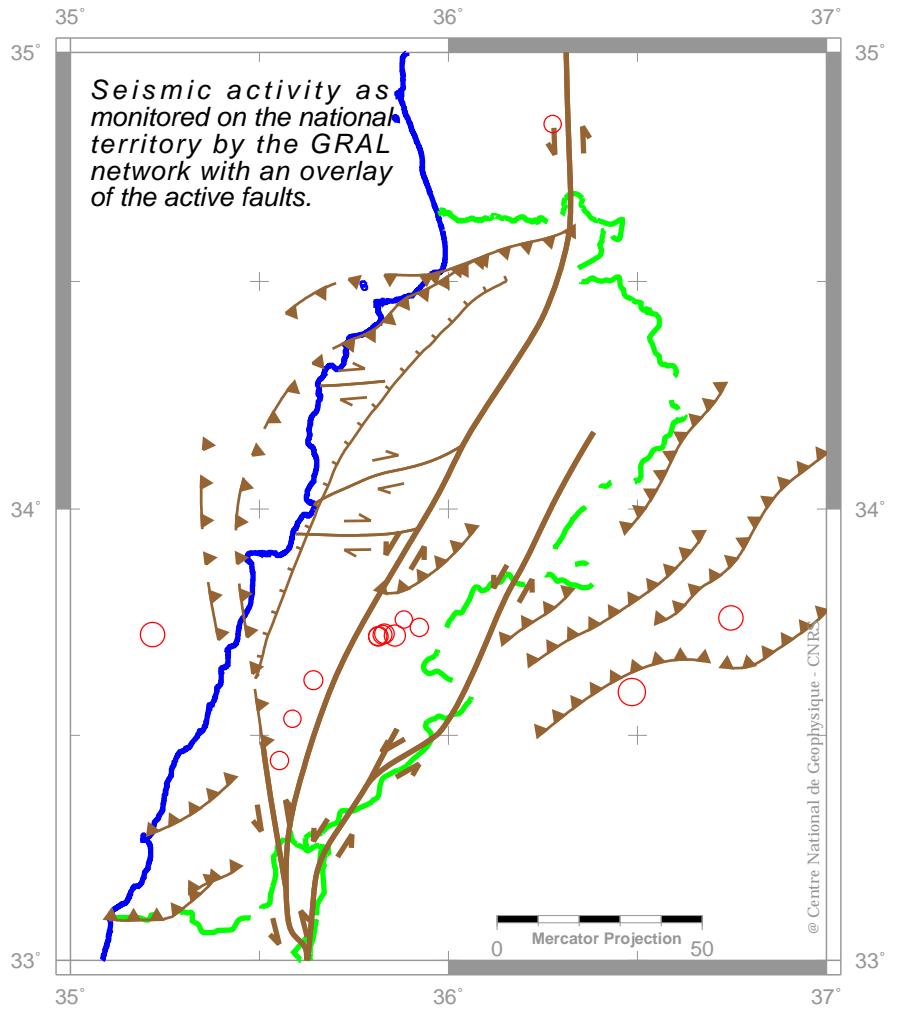 35° 36° 37°
35° 35°
Seismic activity as
monitored on the national
territory by the GRAL
network with an overlay
of the active faults.
34° 34°
@ Centre National de Geophysique - CNRS
Mercator Projection
0 50
33° 33°
35° 36° 37°